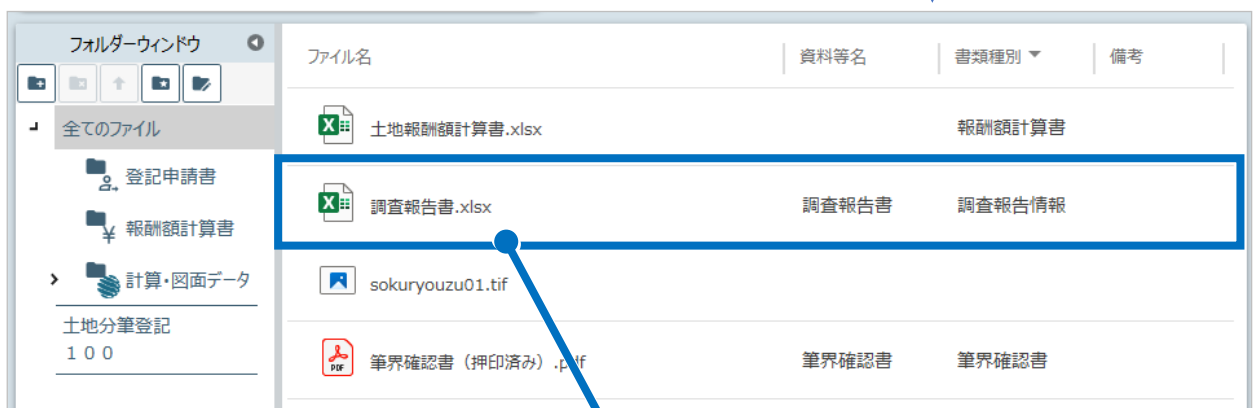 フォルダーウィンドウ
ファイル名 資料等名 書類種別 備考
全てのファイル
土地報酬額計算書.xlsx 報酬額計算書
登記申請書
調査報告書.xlsx 調査報告書 調査報告情報
報酬額計算書
計算・図面データ
sokuryouzu01.tif
土地分筆登記
100
筆界確認書（押印済み）.pdf 筆界確認書 筆界確認書
PDF